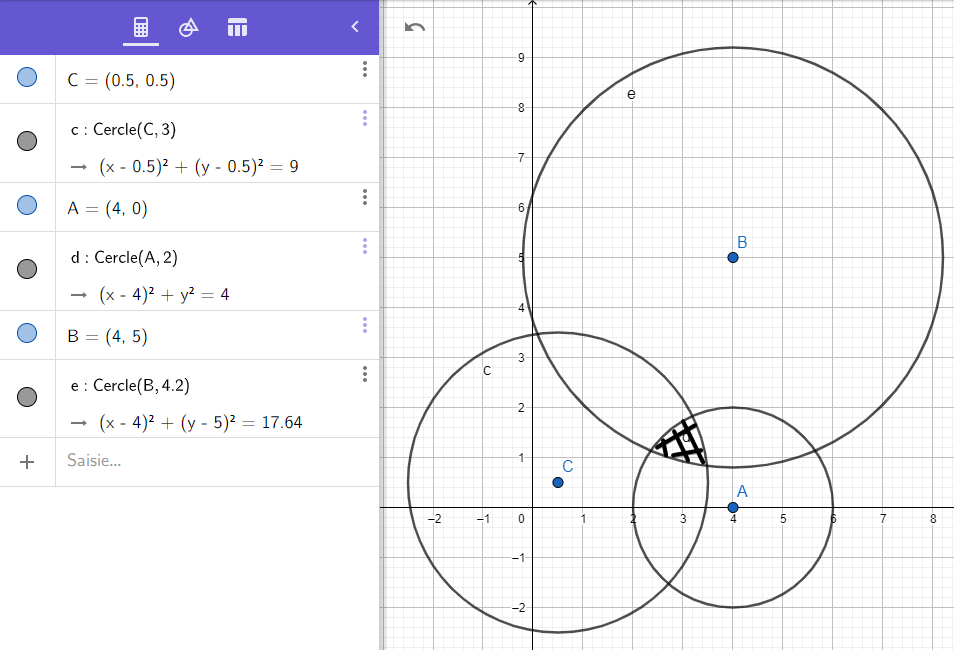 C = (0.5, 0.5)
c : Cercle(C, 3)
→ (x - 0.5)² + (y - 0.5)² = 9
A = (4, 0)
d : Cercle(A, 2)
→ (x - 4)² + y² = 4
B = (4, 5)
e : Cercle(B, 4.2)
→ (x - 4)² + (y - 5)² = 17.64
+ Saisie...
9
e
8
7
6
B
5
4
3
c
2
1
C
A
−2 −1 0 1 2 3 4 5 6 7 8
−1
−2